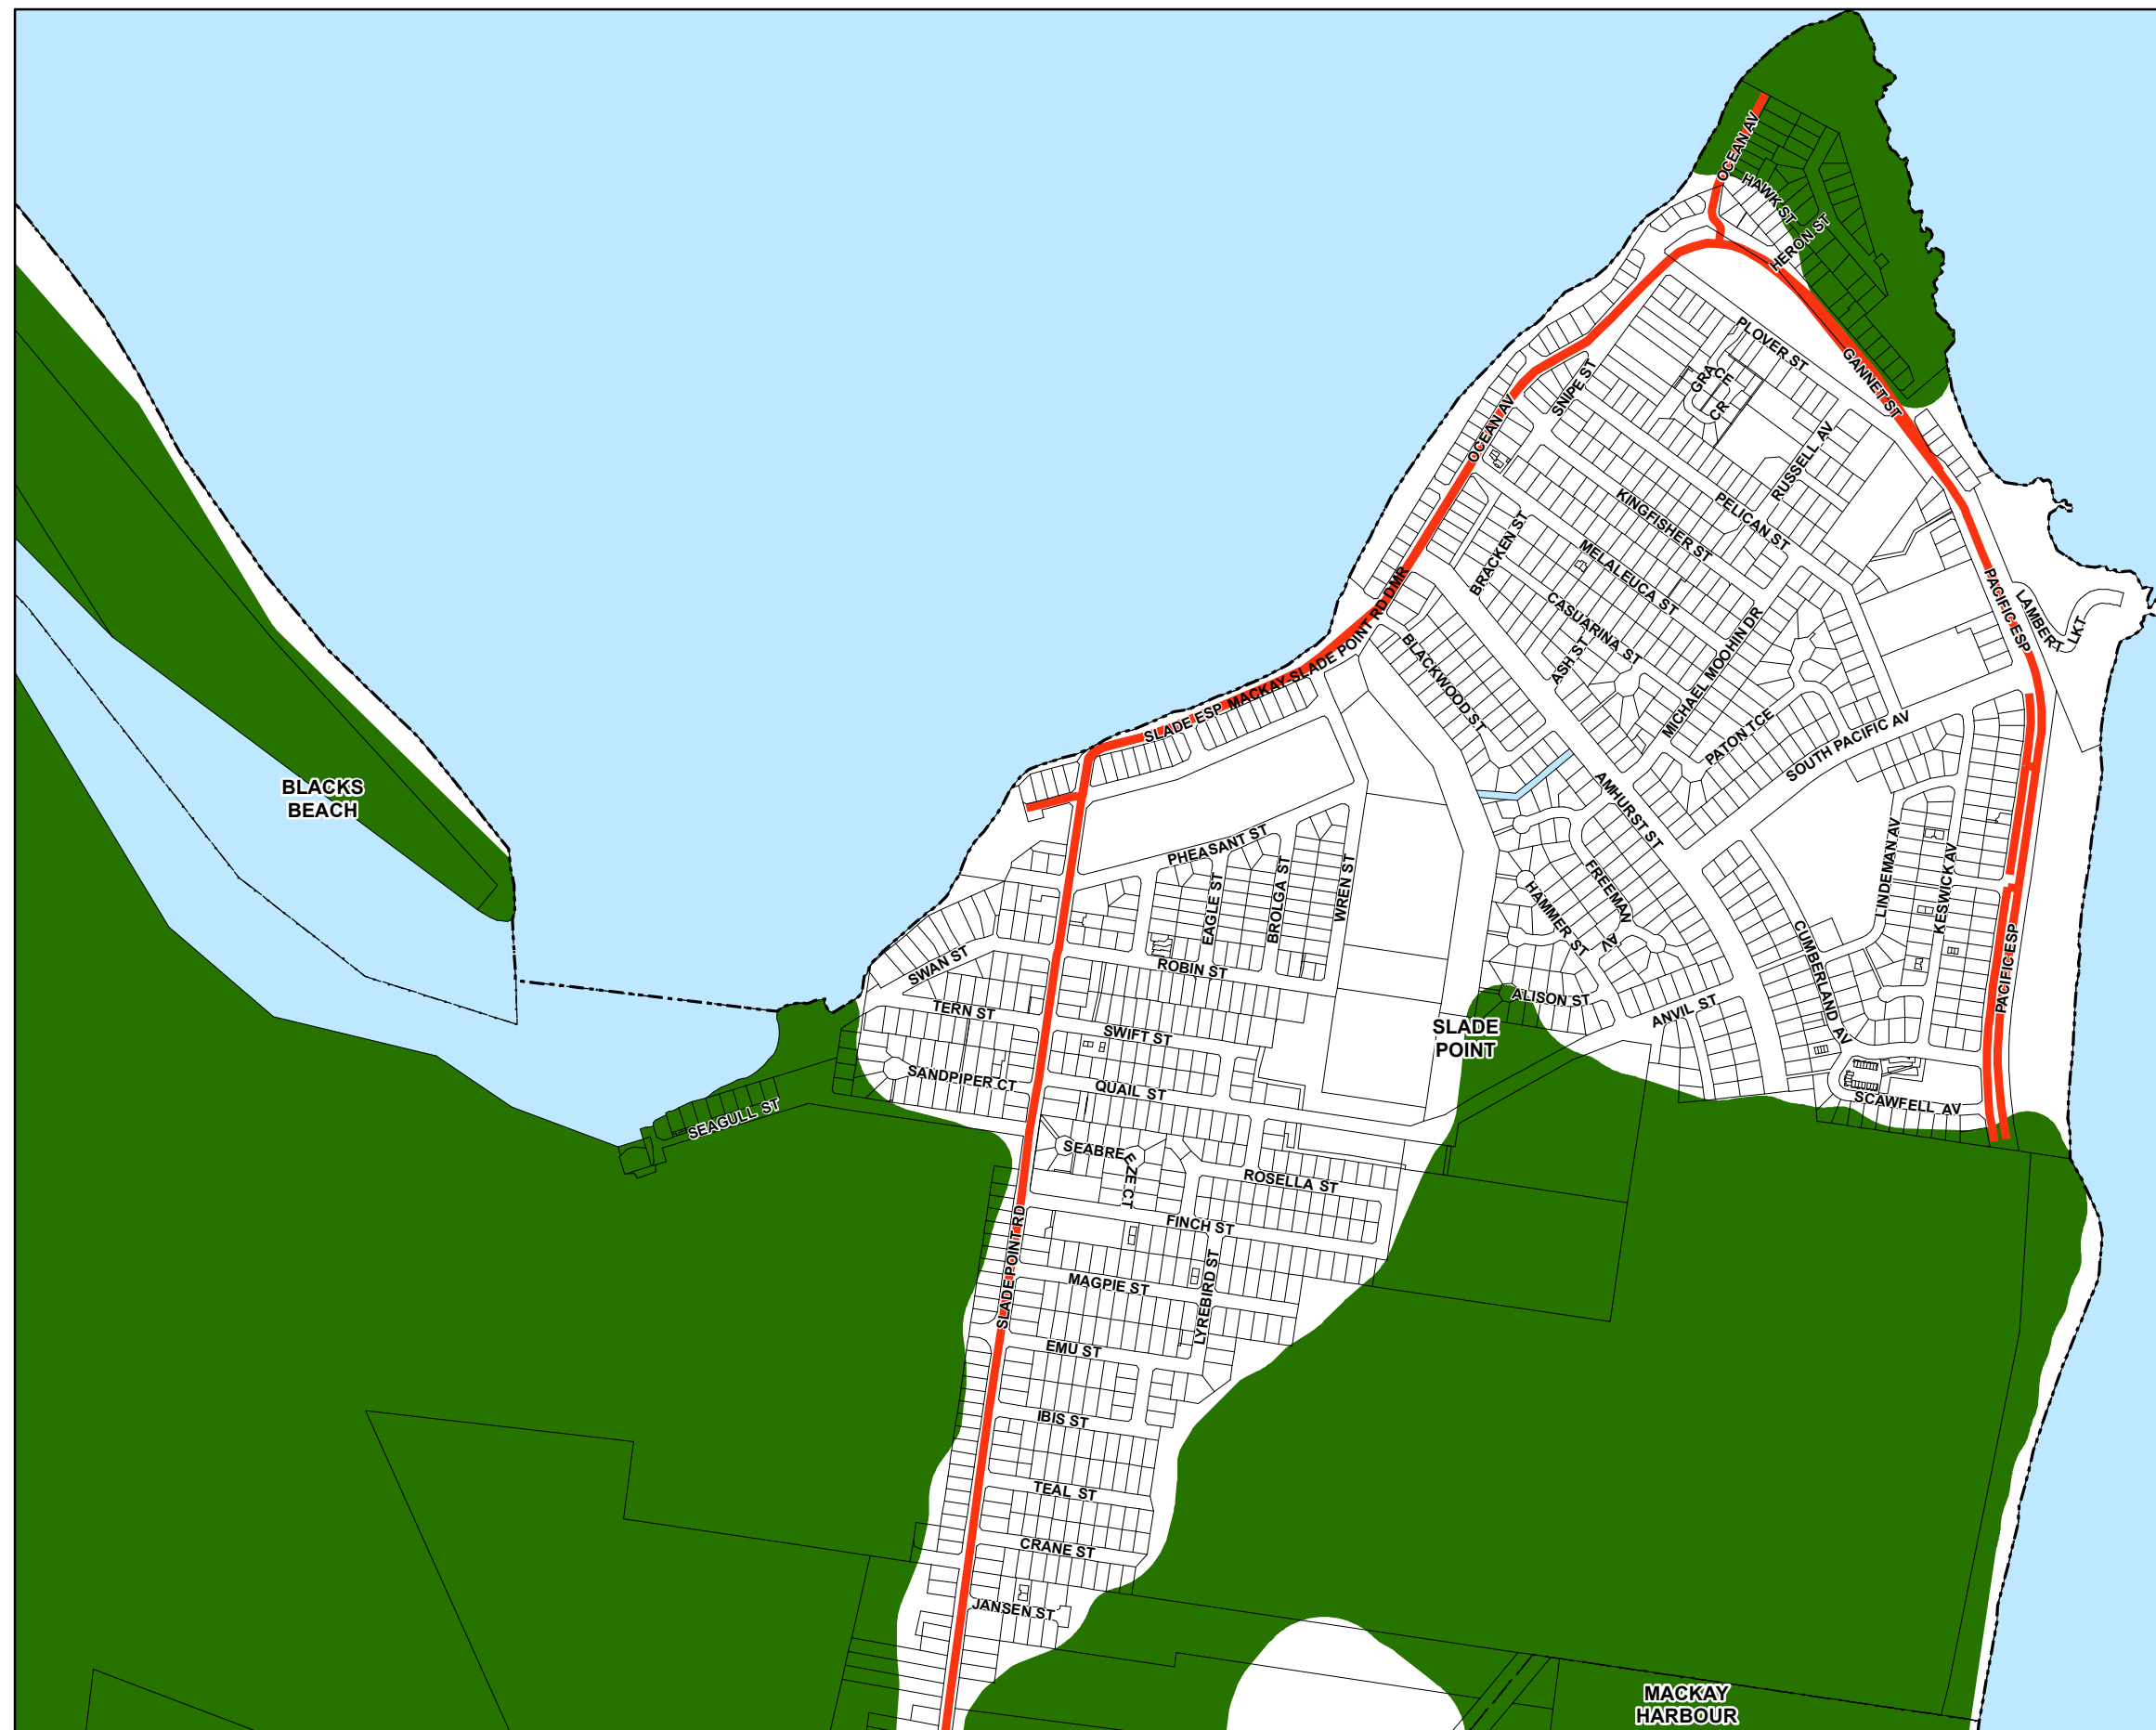 OCEAN AV
HAWK ST
HERON ST
PLOVER ST
GANNET ST
GRACE
CR
SNIPE ST
OCEAN AV
RUSSELL AV
PELICAN ST
KINGFISHER ST
BRACKEN ST
MELALEUCA ST
CASUARINA ST
ASH ST
MICHAEL MOOHIN DR
PACIFIC ESP
LAMBERT
LKT
BLACKWOOD ST
PATON TCE
SOUTH PACIFIC AV
SLADE ESP
MACKAY-SLADE POINT RD DMR
BLACKS
BEACH
AMHURST ST
PHEASANT ST
EAGLE ST
BROLGA ST
WREN ST
FREEMAN
AV
HAMMER ST
LINDEMAN AV
KESWICK AV
CUMBERLAND AV
PACIFIC ESP
SWAN ST
ROBIN ST
ALISON ST
ANVIL ST
TERN ST
SWIFT ST
SLADE
POINT
SANDPIPER CT
QUAIL ST
SCAWFELL AV
SEAGULL ST
SEABREEZE CT
ROSELLA ST
FINCH ST
SLADE POINT RD
MAGPIE ST
LYREBIRD ST
EMU ST
IBIS ST
TEAL ST
CRANE ST
JANSEN ST
MACKAY
HARBOUR